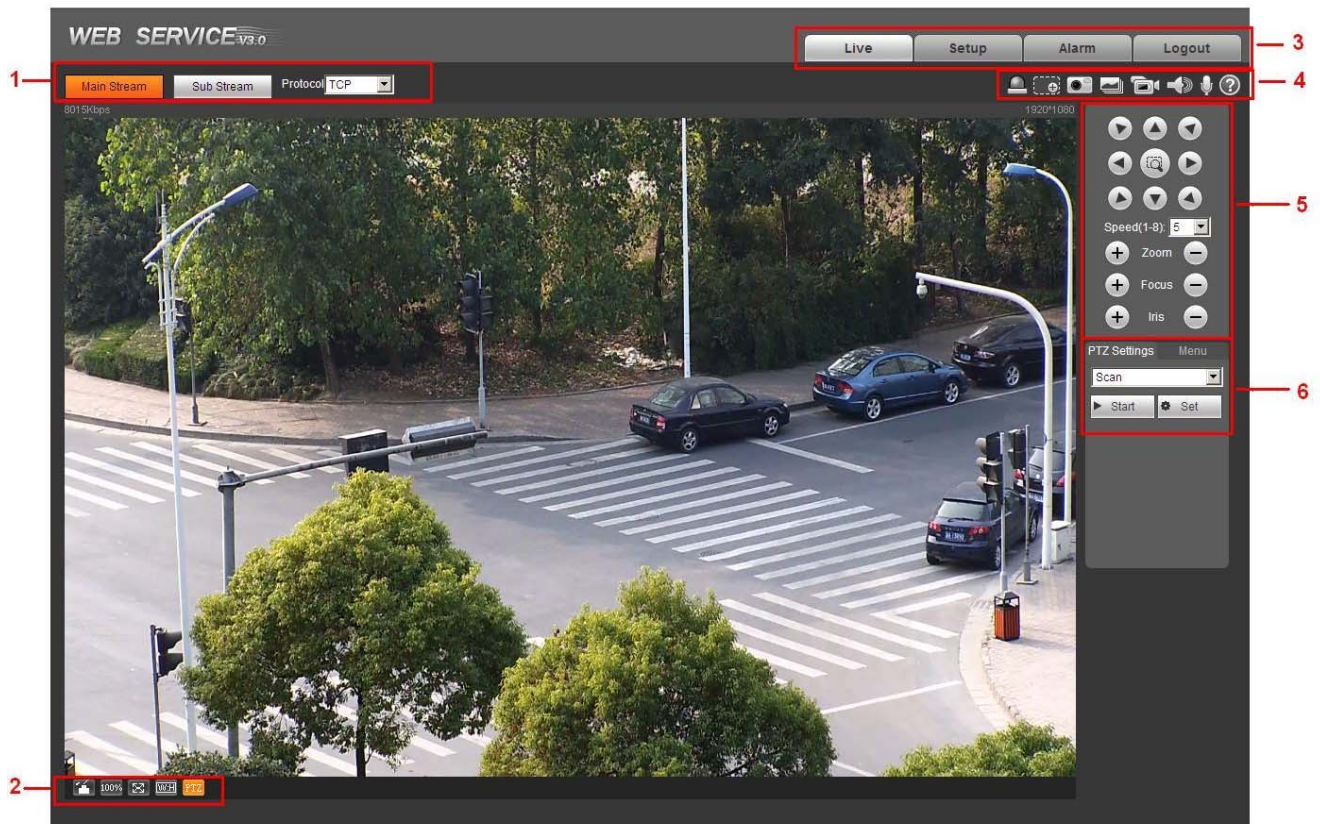 WEB SERVICE V3.0
Live Setup Alarm Logout
3
1
Main Stream Sub Stream Protocol TCP
4
8015Kbps 1920*1080
5
Speed(1-8): 5
+ Zoom −
+ Focus −
+ Iris −
PTZ Settings Menu
Scan
Start Set
6
2
100% W:H PTZ